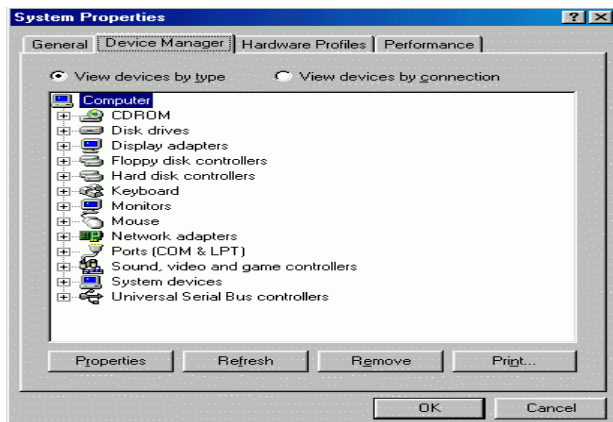 System Properties
General Device Manager Hardware Profiles Performance
View devices by type View devices by connection
Computer
CDROM
Disk drives
Display adapters
Floppy disk controllers
Hard disk controllers
Keyboard
Monitors
Mouse
Network adapters
Ports (COM & LPT)
Sound, video and game controllers
System devices
Universal Serial Bus controllers
Properties Refresh Remove Print...
OK Cancel